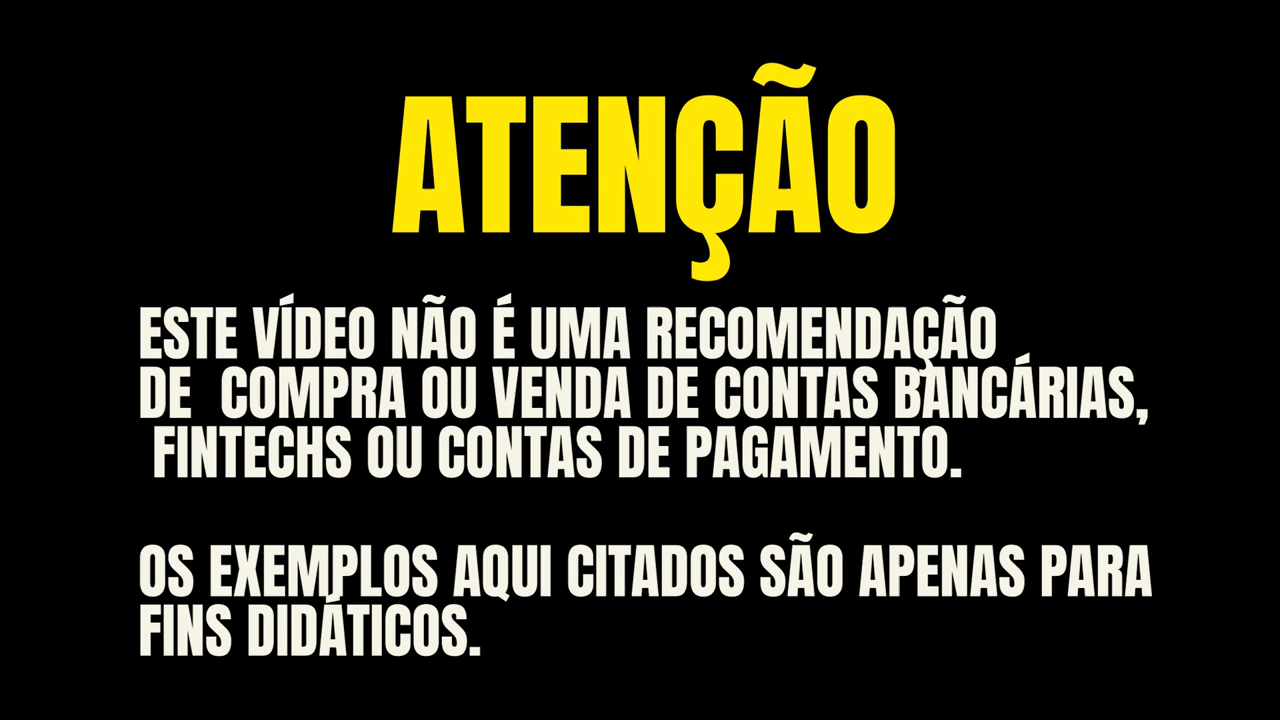 ATENÇÃO
ESTE VÍDEO NÃO É UMA RECOMENDAÇÃO
DE COMPRA OU VENDA DE CONTAS BANCÁRIAS,
FINTECHS OU CONTAS DE PAGAMENTO.
OS EXEMPLOS AQUI CITADOS SÃO APENAS PARA
FINS DIDÁTICOS.